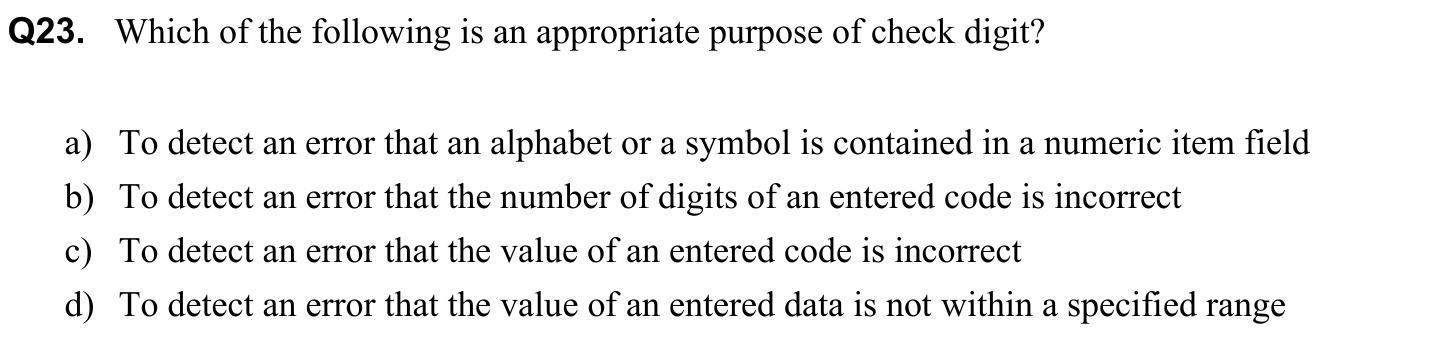 Q23. Which of the following is an appropriate purpose of check digit?
a) To detect an error that an alphabet or a symbol is contained in a numeric item field
b) To detect an error that the number of digits of an entered code is incorrect
c) To detect an error that the value of an entered code is incorrect
d) To detect an error that the value of an entered data is not within a specified range